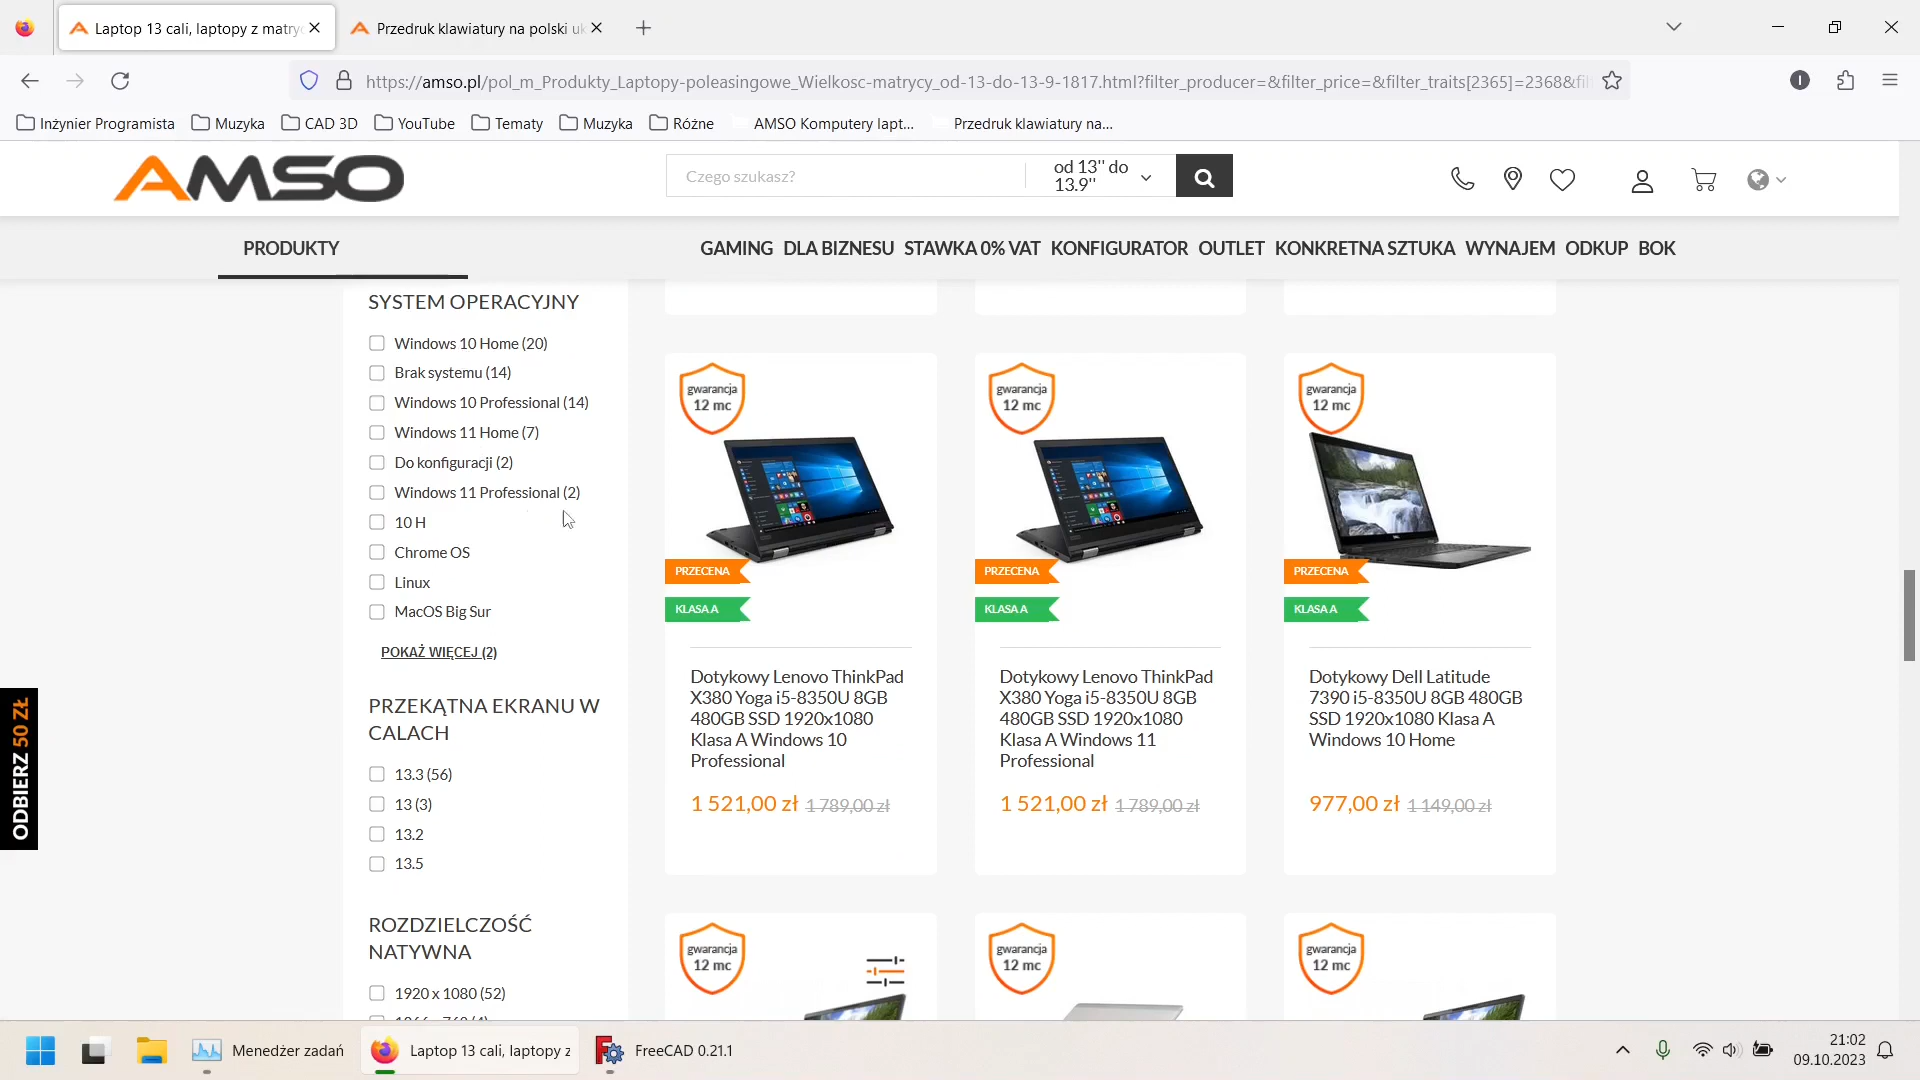 Laptop 13 cali, laptopy z matryc
Przedruk klawiatury na polski uk
https://amso.pl/pol_m_Produkty_Laptopy-poleasingowe_Wielkosc-matrycy_od-13-do-13-9-1817.html?filter_producer=&filter_price=&filter_traits[2365]=2368&fil
Inżynier Programista
Muzyka
CAD 3D
YouTube
Tematy
Muzyka
Różne
AMSO Komputery lapt...
Przedruk klawiatury na...
AMSO
Czego szukasz?
od 13'' do
13.9''
PRODUKTY
GAMING DLA BIZNESU STAWKA 0% VAT KONFIGURATOR OUTLET KONKRETNA SZTUKA WYNAJEM ODKUP BOK
SYSTEM OPERACYJNY
Windows 10 Home (20)
Brak systemu (14)
Windows 10 Professional (14)
Windows 11 Home (7)
Do konfiguracji (2)
Windows 11 Professional (2)
10 H
Chrome OS
Linux
MacOS Big Sur
POKAŻ WIĘCEJ (2)
PRZEKĄTNA EKRANU W
CALACH
13.3 (56)
13 (3)
13.2
13.5
ROZDZIELCZOŚĆ
NATYWNA
1920 x 1080 (52)
ODBIERZ 50 ZŁ
gwarancja
12 mc
PRZECENA
KLASA A
Dotykowy Lenovo ThinkPad
X380 Yoga i5-8350U 8GB
480GB SSD 1920x1080
Klasa A Windows 10
Professional
1 521,00 zł 1 789,00 zł
gwarancja
12 mc
PRZECENA
KLASA A
Dotykowy Lenovo ThinkPad
X380 Yoga i5-8350U 8GB
480GB SSD 1920x1080
Klasa A Windows 11
Professional
1 521,00 zł 1 789,00 zł
gwarancja
12 mc
PRZECENA
KLASA A
Dotykowy Dell Latitude
7390 i5-8350U 8GB 480GB
SSD 1920x1080 Klasa A
Windows 10 Home
977,00 zł 1 149,00 zł
gwarancja
12 mc
gwarancja
12 mc
gwarancja
12 mc
Menedżer zadań
Laptop 13 cali, laptopy z
FreeCAD 0.21.1
21:02
09.10.2023